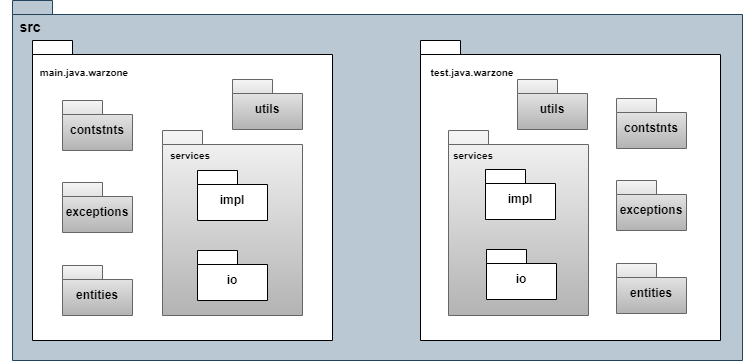 src
main.java.warzone
utils
contstnts
services
impl
exceptions
io
entities
test.java.warzone
utils
contstnts
services
impl
exceptions
io
entities